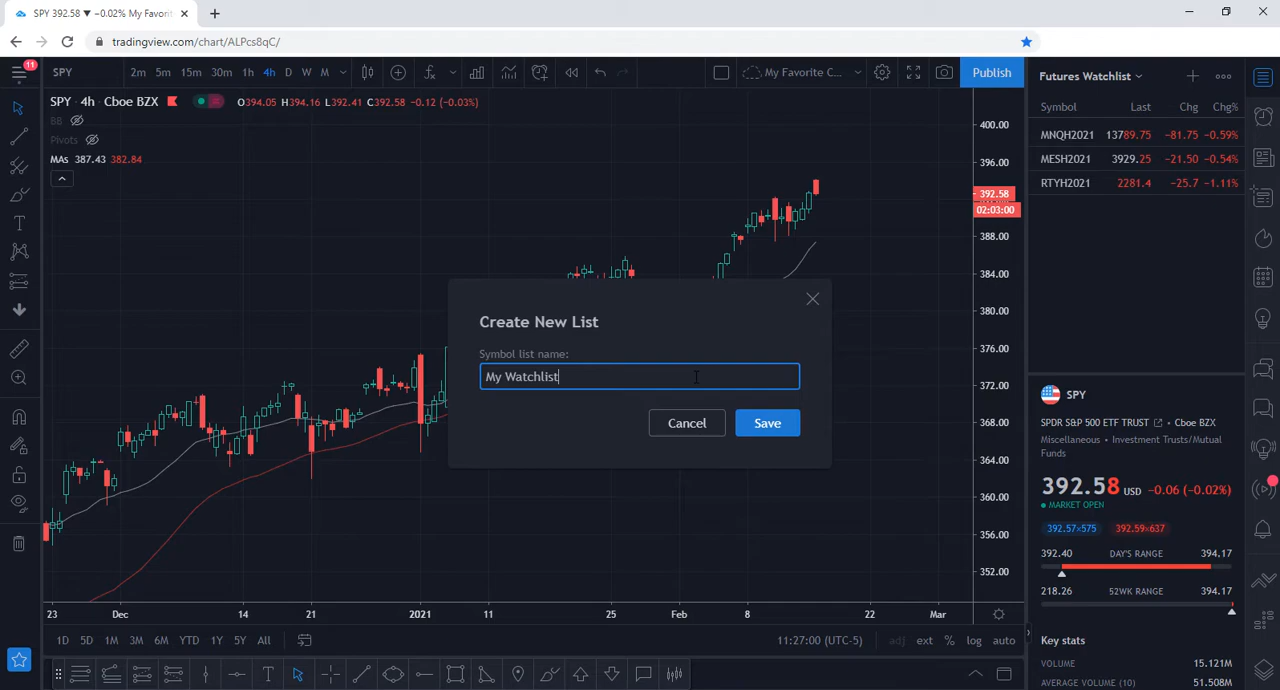 SPY 392.58 ▼ −0.02% My Favorit
tradingview.com/chart/ALPcs8qC/
11
SPY 2m 5m 15m 30m 1h 4h D W M My Favorite C... Publish
SPY · 4h · Cboe BZX O394.05 H394.16 L392.41 C392.58 −0.12 (−0.03%)
BB
Pivots
MAs 387.43 382.84
400.00
396.00
392.58
02:03:00
388.00
384.00
380.00
376.00
372.00
368.00
364.00
360.00
356.00
352.00
Create New List
Symbol list name:
My Watchlist
Cancel Save
23 Dec 14 21 2021 11 25 Feb 8 22 Mar
1D 5D 1M 3M 6M YTD 1Y 5Y All 11:27:00 (UTC-5) adj ext % log auto
Futures Watchlist
Symbol Last Chg Chg%
MNQH2021 13789.75 −81.75 −0.59%
MESH2021 3929.25 −21.50 −0.54%
RTYH2021 2281.4 −25.7 −1.11%
SPY
SPDR S&P 500 ETF TRUST • Cboe BZX
Miscellaneous • Investment Trusts/Mutual
Funds
392.58 USD −0.06 (−0.02%)
MARKET OPEN
392.57×575 392.59×637
392.40 DAY'S RANGE 394.17
218.26 52WK RANGE 394.17
Key stats
VOLUME 15.121M
AVERAGE VOLUME (10) 51.508M